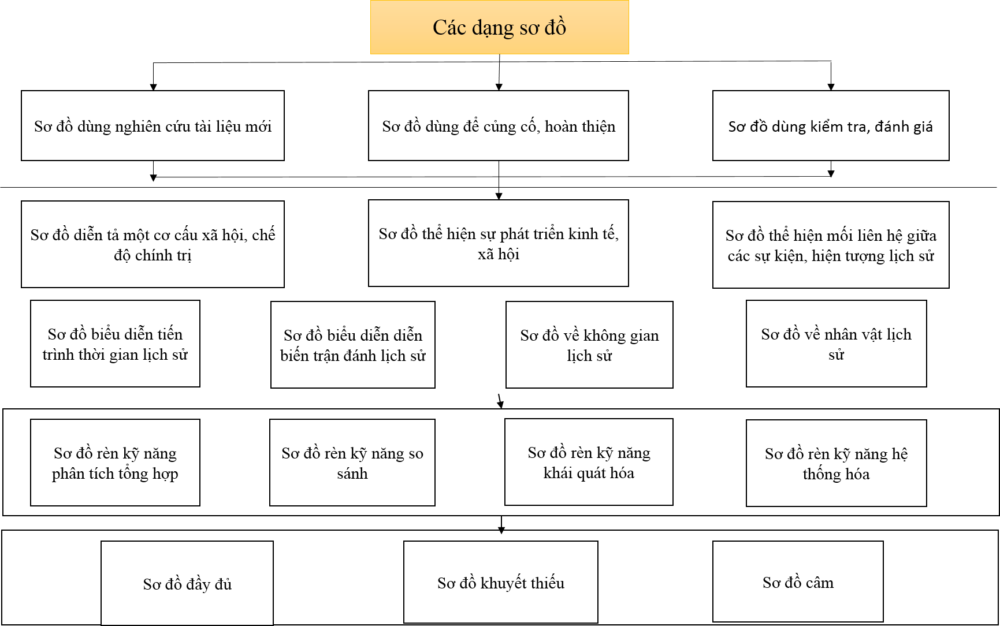 Các dạng sơ đồ
Sơ đồ dùng nghiên cứu tài liệu mới
Sơ đồ dùng để củng cố, hoàn thiện
Sơ đồ dùng kiểm tra, đánh giá
Sơ đồ diễn tả một cơ cấu xã hội, chế
độ chính trị
Sơ đồ thể hiện sự phát triển kinh tế,
xã hội
Sơ đồ thể hiện mối liên hệ giữa
các sự kiện, hiện tượng lịch sử
Sơ đồ biểu diễn tiến
trình thời gian lịch sử
Sơ đồ biểu diễn diễn
biến trận đánh lịch sử
Sơ đồ về không gian
lịch sử
Sơ đồ về nhân vật lịch
sử
Sơ đồ rèn kỹ năng
phân tích tổng hợp
Sơ đồ rèn kỹ năng so
sánh
Sơ đồ rèn kỹ năng
khái quát hóa
Sơ đồ rèn kỹ năng hệ
thống hóa
Sơ đồ đầy đủ
Sơ đồ khuyết thiếu
Sơ đồ câm